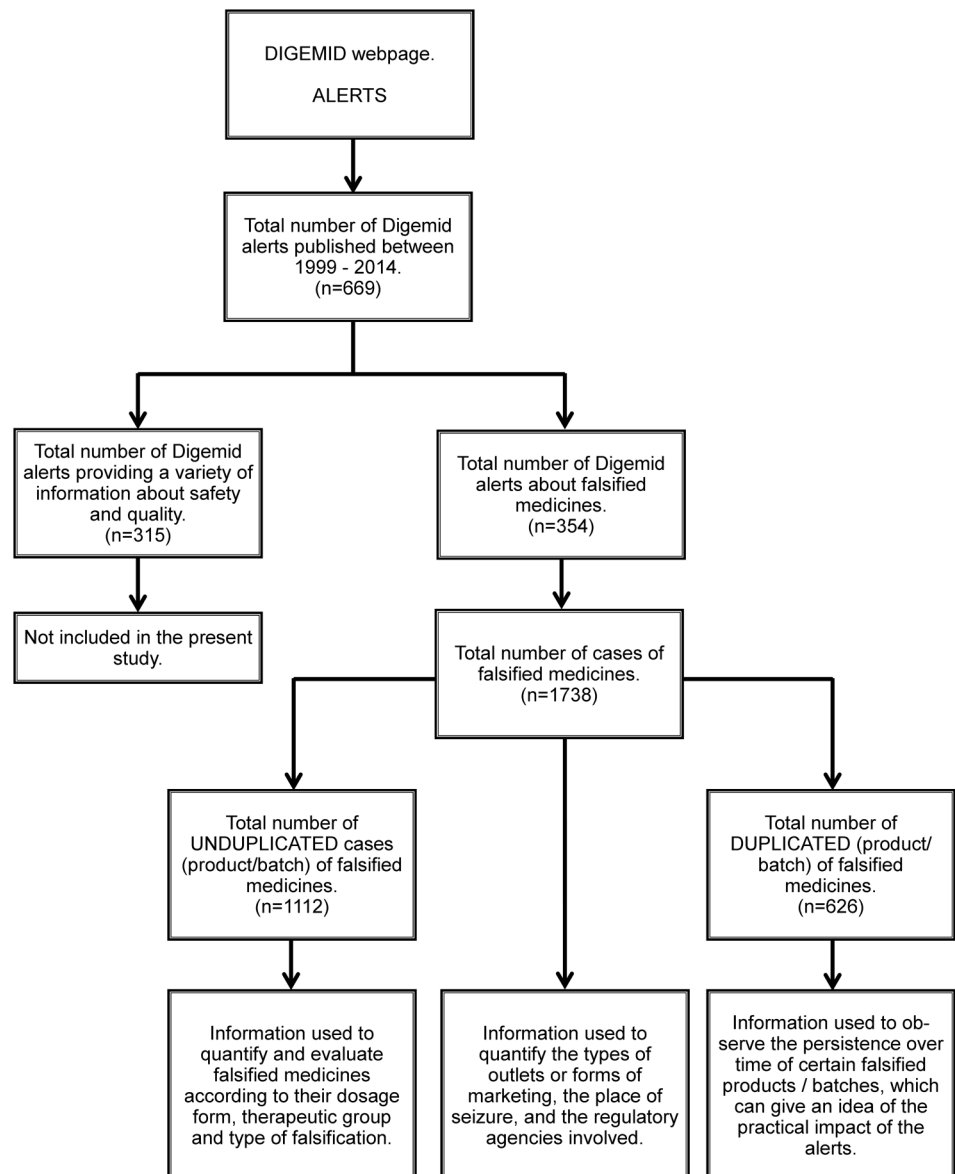 DIGEMID webpage.
ALERTS
Total number of Digemid
alerts published between
1999 - 2014.
(n=669)
Total number of Digemid
alerts providing a variety of
information about safety
and quality.
(n=315)
Total number of Digemid
alerts about falsified
medicines.
(n=354)
Not included in the present
study.
Total number of cases of
falsified medicines.
(n=1738)
Total number of
UNDUPLICATED cases
(product/batch) of falsified
medicines.
(n=1112)
Total number of
DUPLICATED (product/
batch) of falsified
medicines.
(n=626)
Information used to
quantify and evaluate
falsified medicines
according to their dosage
form, therapeutic group
and type of falsification.
Information used to
quantify the types of
outlets or forms of
marketing, the place of
seizure, and the regulatory
agencies involved.
Information used to ob-
serve the persistence over
time of certain falsified
products / batches, which
can give an idea of the
practical impact of the
alerts.